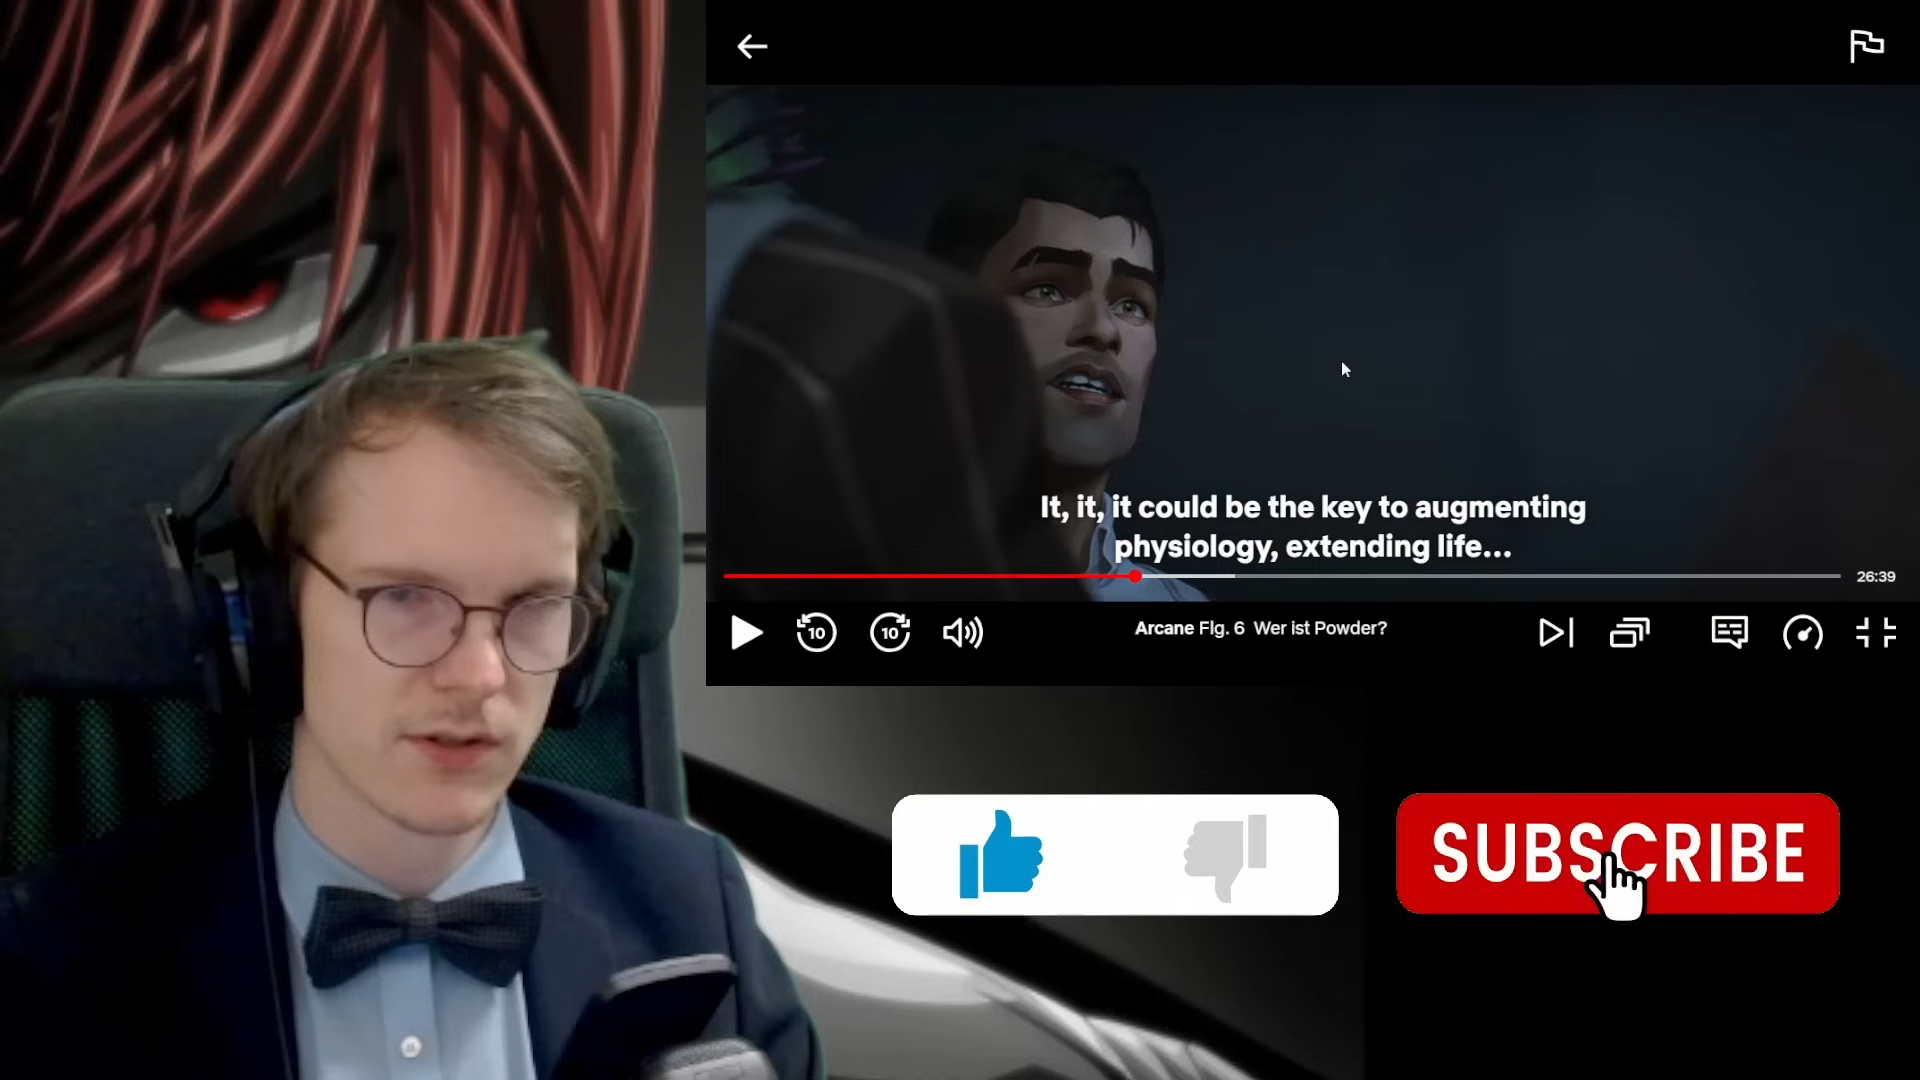 It, it, it could be the key to augmenting
physiology, extending life...
26:39
10
10
Arcane Flg. 6 Wer ist Powder?
SUBSCRIBE